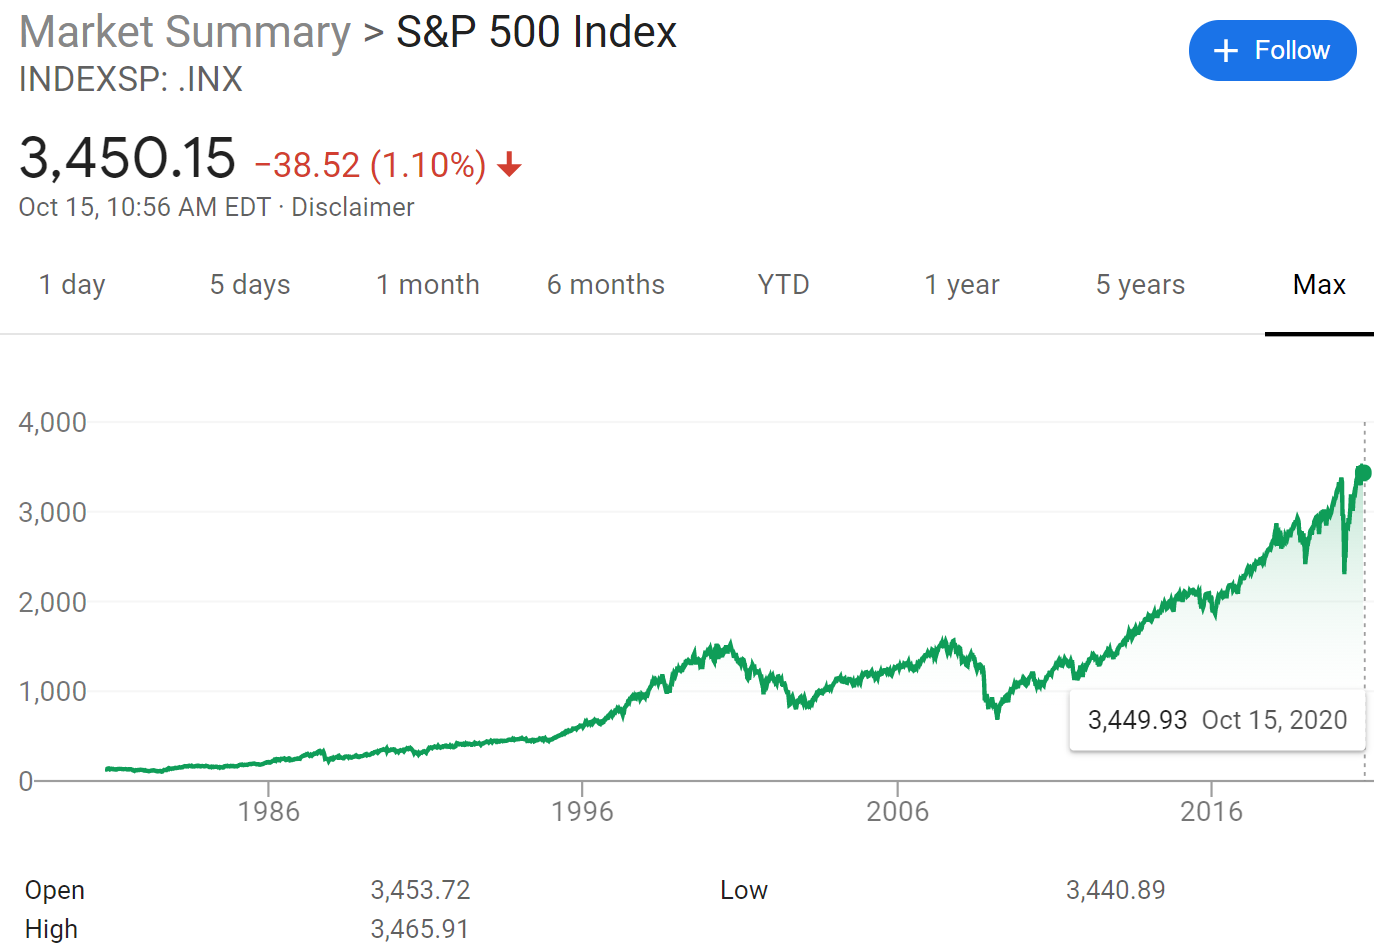 Market Summary > S&P 500 Index
+ Follow
INDEXSP: .INX
3,450.15 −38.52 (1.10%)
Oct 15, 10:56 AM EDT · Disclaimer
1 day 5 days 1 month 6 months YTD 1 year 5 years Max
4,000
3,000
2,000
1,000
3,449.93 Oct 15, 2020
0
1986 1996 2006 2016
Open 3,453.72 Low 3,440.89
High 3,465.91